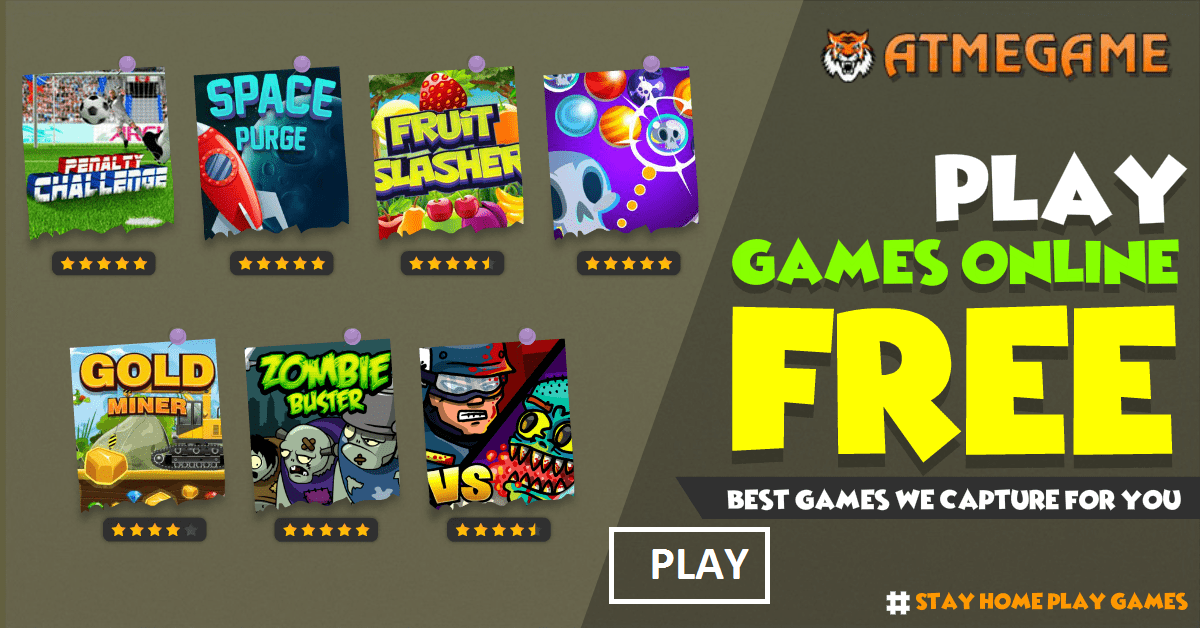 ATMEGAME
PENALTY
CHALLENGE
SPACE
PURGE
FRUIT
SLASHER
PLAY
GAMES ONLINE
FREE
GOLD
MINER
ZOMBIE
BUSTER
VS
BEST GAMES WE CAPTURE FOR YOU
PLAY
# STAY HOME PLAY GAMES